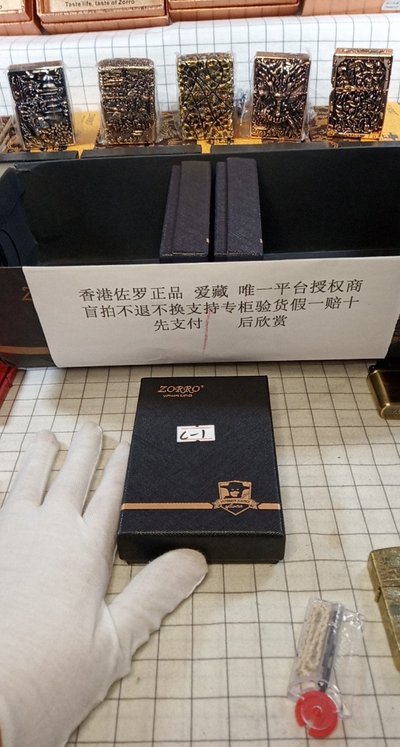 Taste life, taste of Zorro
香港佐罗正品 爱藏 唯一平台授权商
盲拍不退不换支持专柜验货假一赔十
先支付 后欣赏
ZORRO
6-1